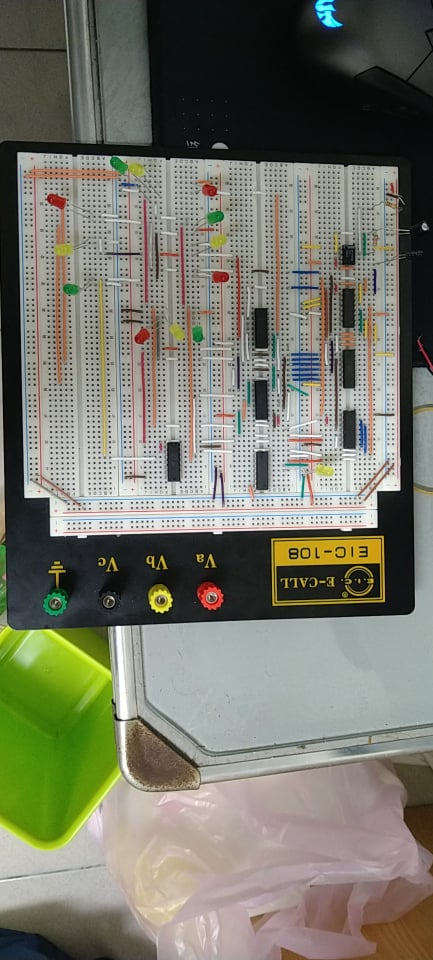 Va
Vb
Vc
E-CALL
E.I.C.
®
EIC-108